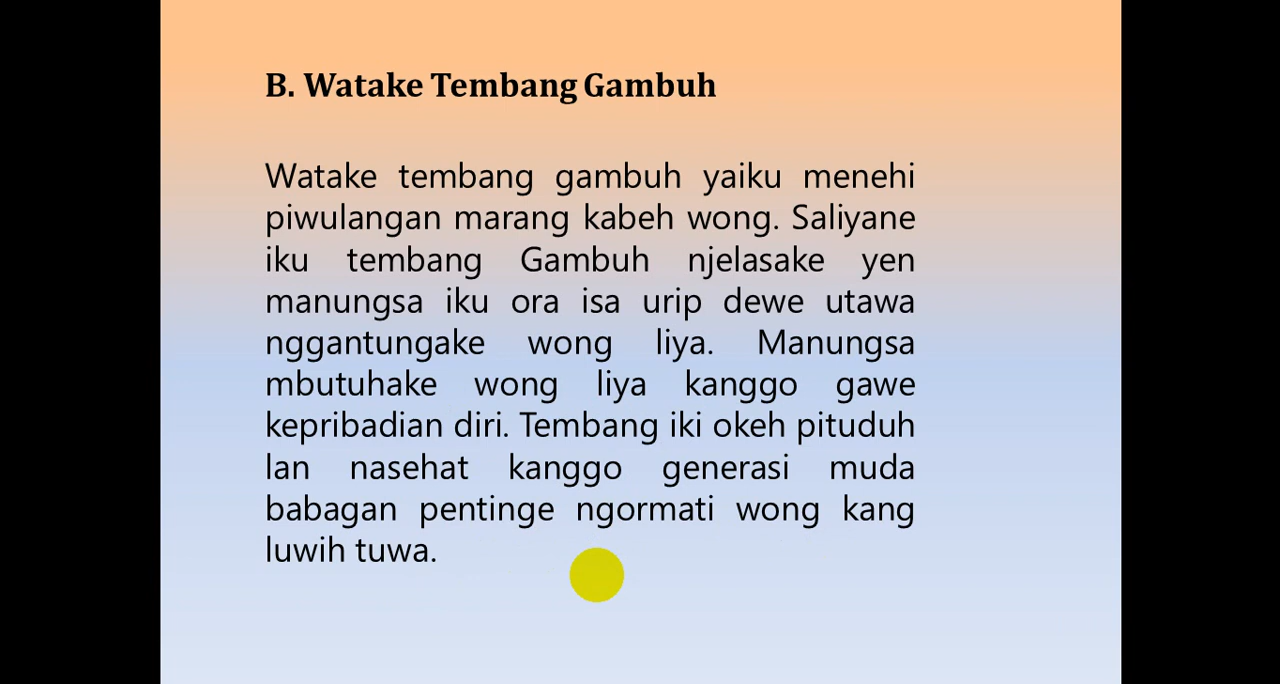 B. Watake Tembang Gambuh
Watake tembang gambuh yaiku menehi
piwulangan marang kabeh wong. Saliyane
iku tembang Gambuh njelasake yen
manungsa iku ora isa urip dewe utawa
nggantungake wong liya. Manungsa
mbutuhake wong liya kanggo gawe
kepribadian diri. Tembang iki okeh pituduh
lan nasehat kanggo generasi muda
babagan pentinge ngormati wong kang
luwih tuwa.